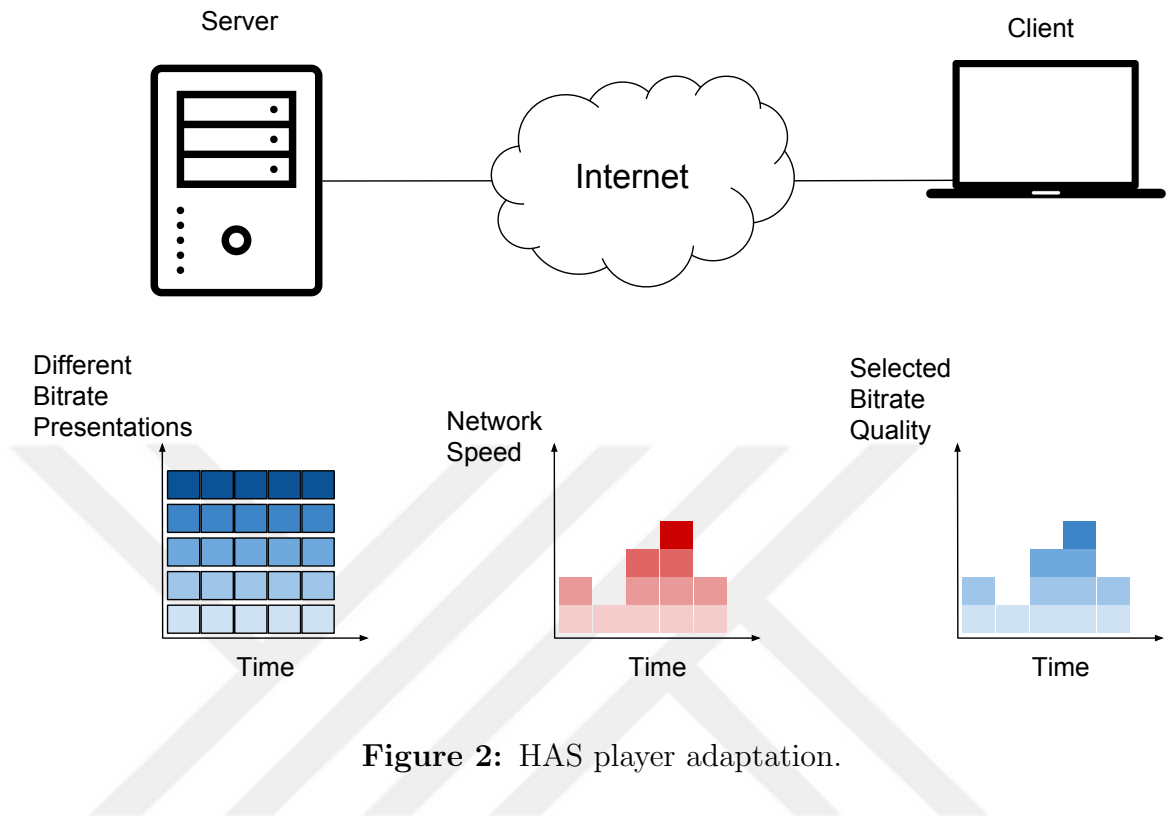 Server
Client
Internet
Different
Bitrate
Presentations
Network
Speed
Selected
Bitrate
Quality
Time
Time
Time
Figure 2: HAS player adaptation.